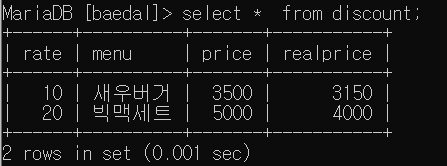 MariaDB [baedal]> select *  from discount;
+------+----------+-------+-----------+
| rate | menu     | price | realprice |
+------+----------+-------+-----------+
|   10 | 새우버거 |  3500 |      3150 |
|   20 | 빅맥세트 |  5000 |      4000 |
+------+----------+-------+-----------+
2 rows in set (0.001 sec)